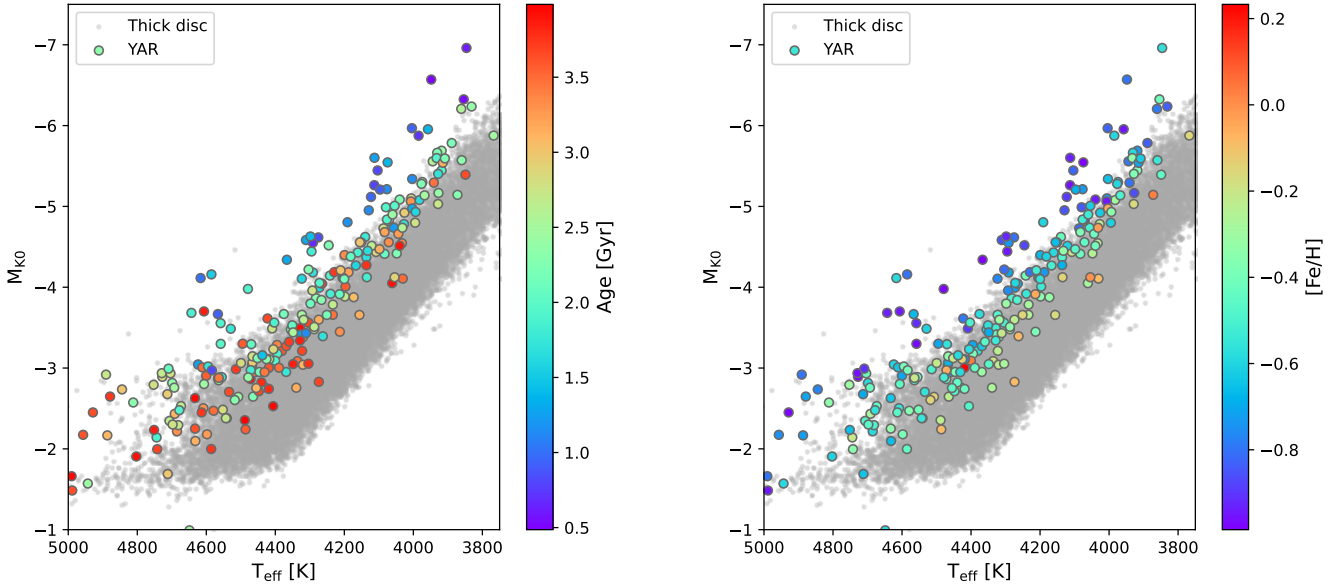 Thick disc
YAR
−7
−6
−5
−4
−3
−2
−1
M_K0
5000 4800 4600 4400 4200 4000 3800
T_eff [K]
3.5
3.0
2.5
2.0
1.5
1.0
0.5
Age [Gyr]
Thick disc
YAR
−7
−6
−5
−4
−3
−2
−1
M_K0
5000 4800 4600 4400 4200 4000 3800
T_eff [K]
0.2
0.0
−0.2
−0.4
−0.6
−0.8
[Fe/H]